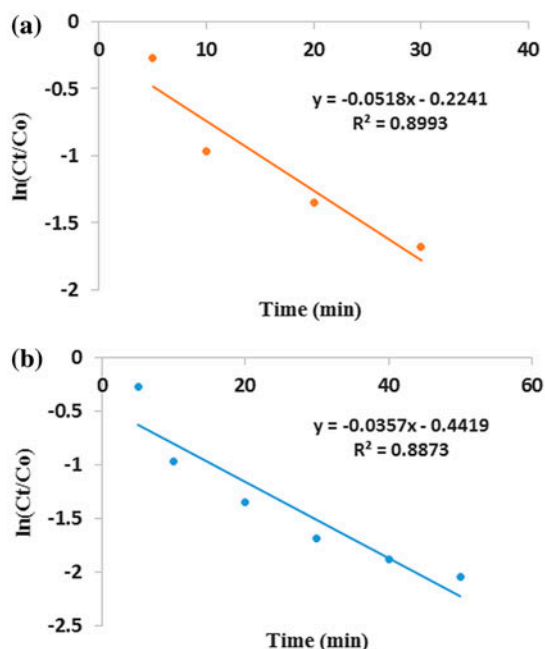 (a)
0
0 10 20 30 40
-0.5
y = -0.0518x - 0.2241
R² = 0.8993
-1
-1.5
-2
ln(Ct/Co)
Time (min)
(b)
0
0 20 40 60
-0.5
y = -0.0357x - 0.4419
R² = 0.8873
-1
-1.5
-2
-2.5
ln(Ct/Co)
Time (min)